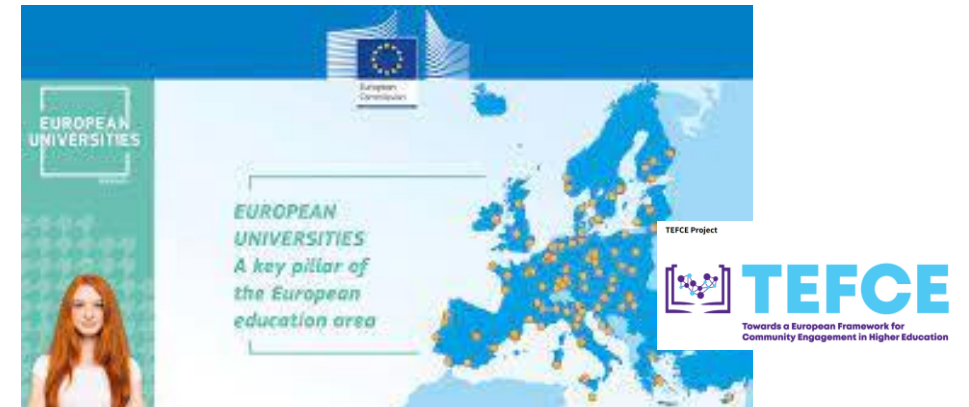 European
Commission
EUROPEAN
UNIVERSITIES
EUROPEAN
UNIVERSITIES
A key pillar of
the European
education area
TEFCE Project
TEFCE
Towards a European Framework for
Community Engagement in Higher Education